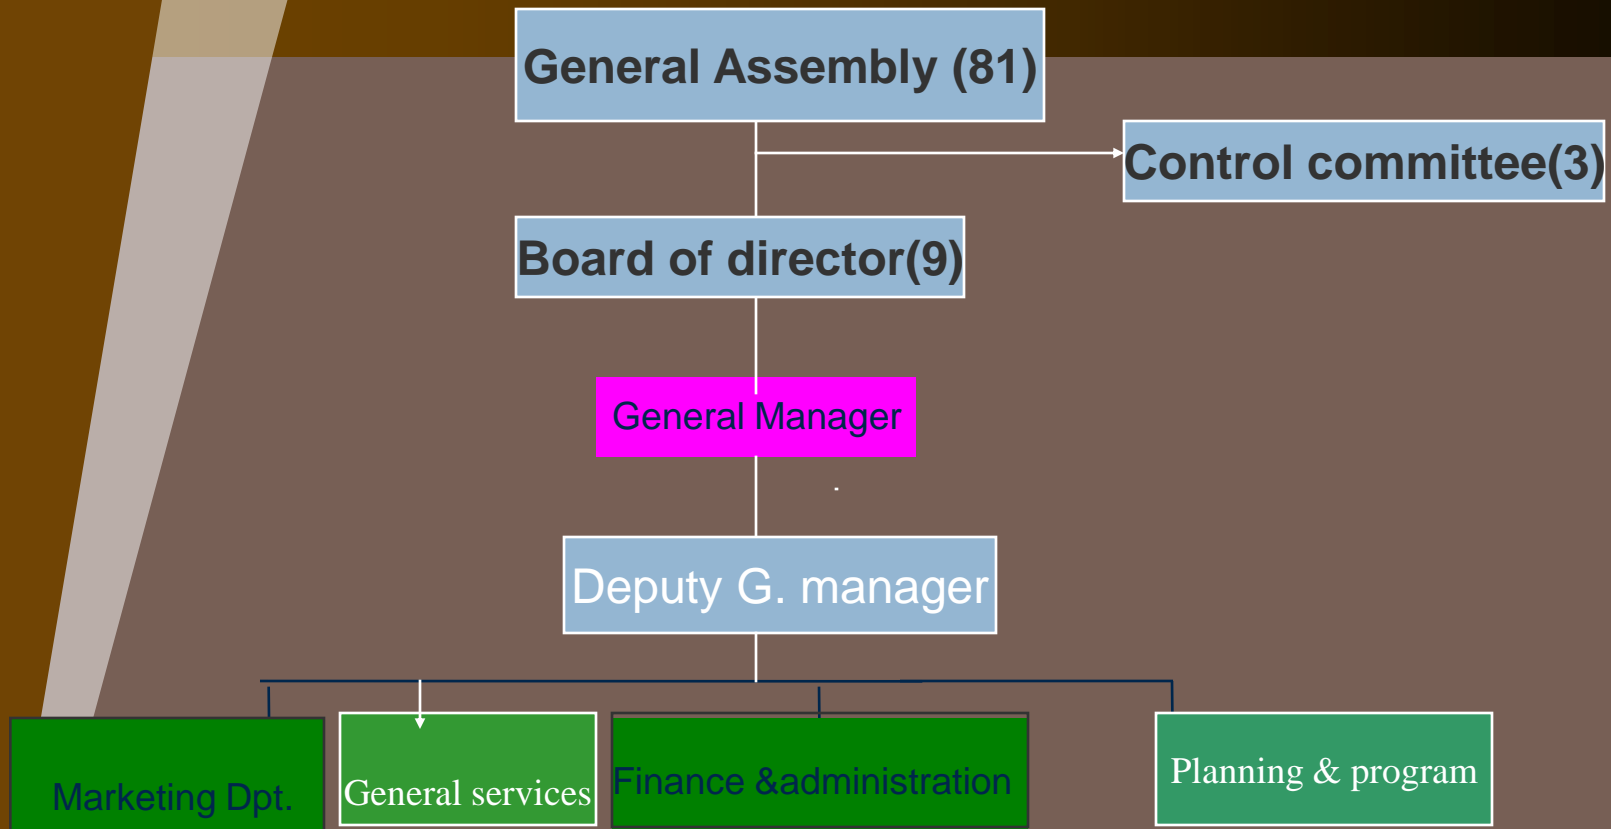 General Assembly (81)
Control committee(3)
Board of director(9)
General Manager
.
Deputy G. manager
Marketing Dpt.
General services
Finance &administration
Planning & program